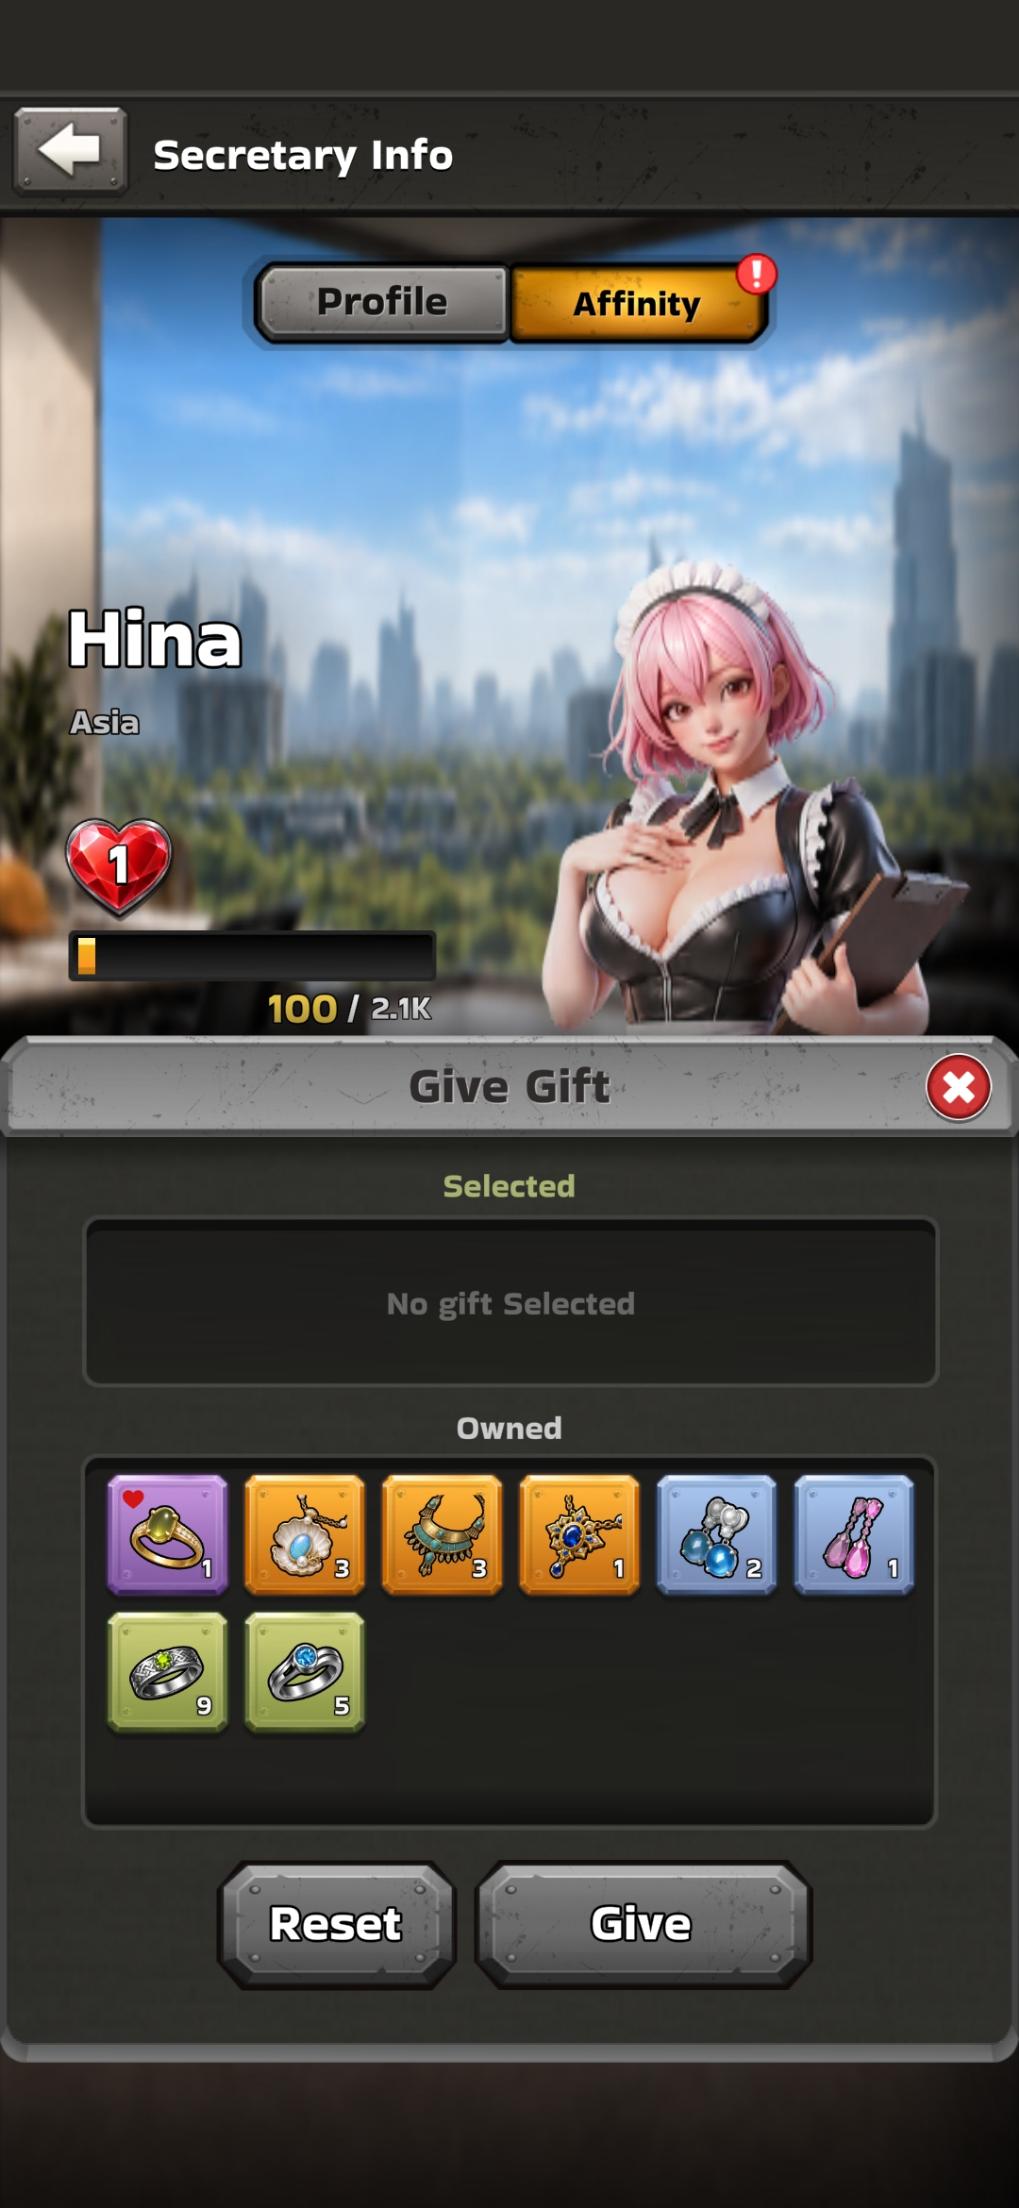 Secretary Info
Profile
Affinity
!
Hina
Asia
1
100 / 2.1K
Give Gift
Selected
No gift Selected
Owned
1
3
3
1
2
1
9
5
Reset
Give